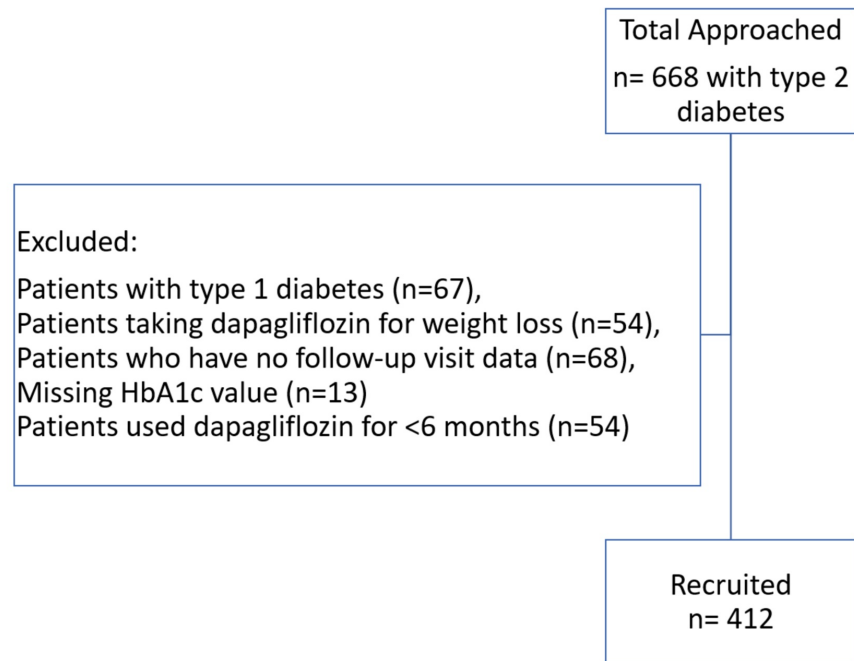 Total Approached
n= 668 with type 2
diabetes
Excluded:
Patients with type 1 diabetes (n=67),
Patients taking dapagliflozin for weight loss (n=54),
Patients who have no follow-up visit data (n=68),
Missing HbA1c value (n=13)
Patients used dapagliflozin for <6 months (n=54)
Recruited
n= 412